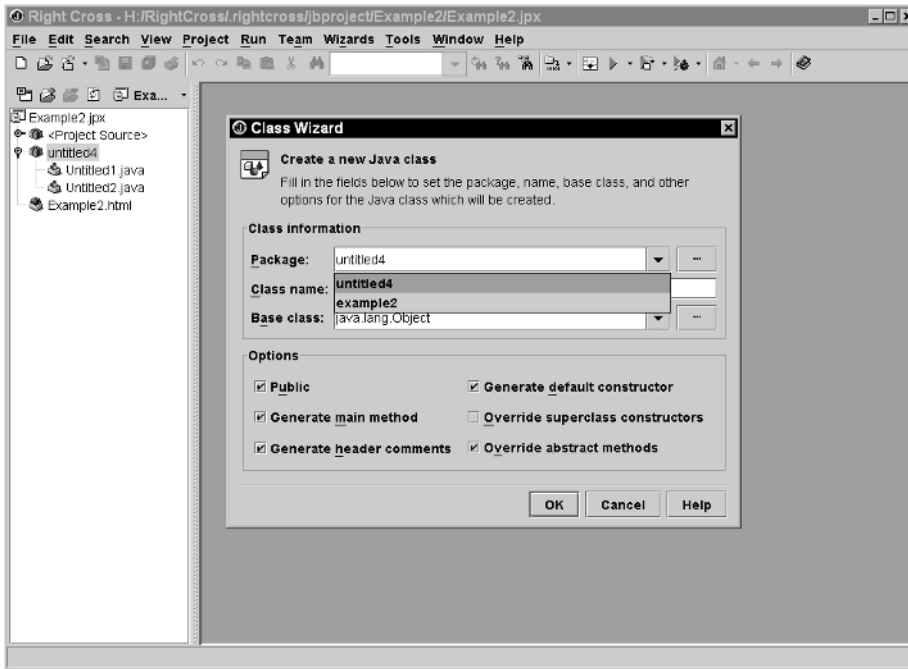 Right Cross - H:/RightCross/.rightcross/jbproject/Example2/Example2.jpx
File Edit Search View Project Run Team Wizards Tools Window Help
Exa...
Example2.jpx
<Project Source>
untitled4
Untitled1.java
Untitled2.java
Example2.html
Class Wizard
Create a new Java class
Fill in the fields below to set the package, name, base class, and other
options for the Java class which will be created.
Class information
Package: untitled4 ...
Class name: untitled4
example2
Base class: java.lang.Object ...
Options
Public Generate default constructor
Generate main method Override superclass constructors
Generate header comments Override abstract methods
OK Cancel Help